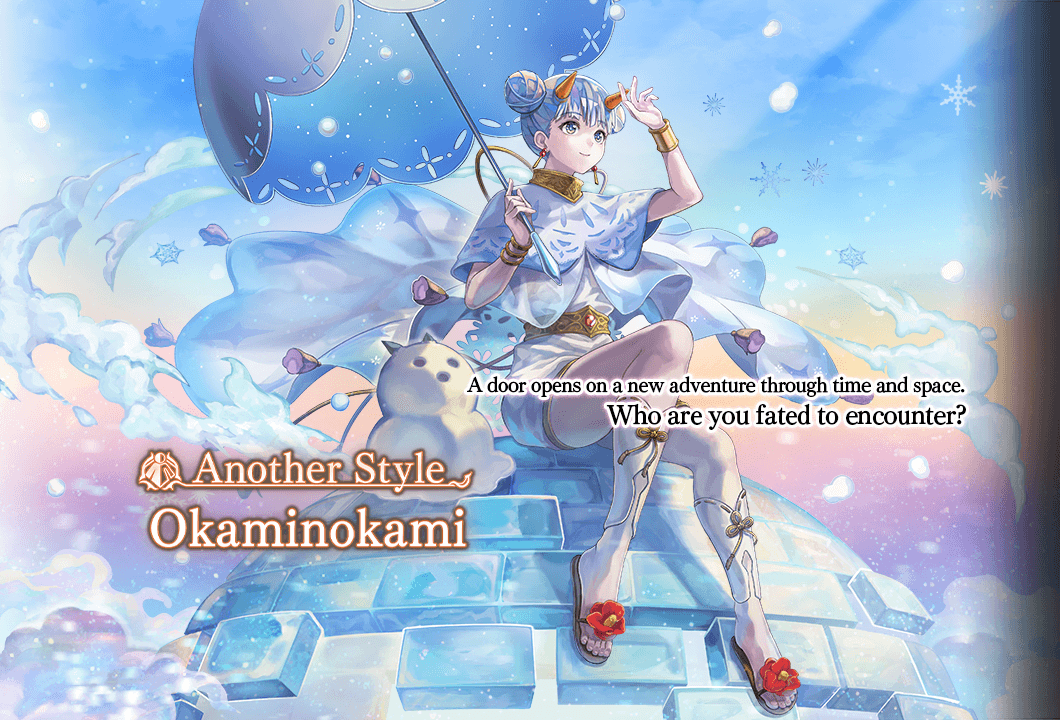 A door opens on a new adventure through time and space.
Who are you fated to encounter?
Another Style
Okaminokami